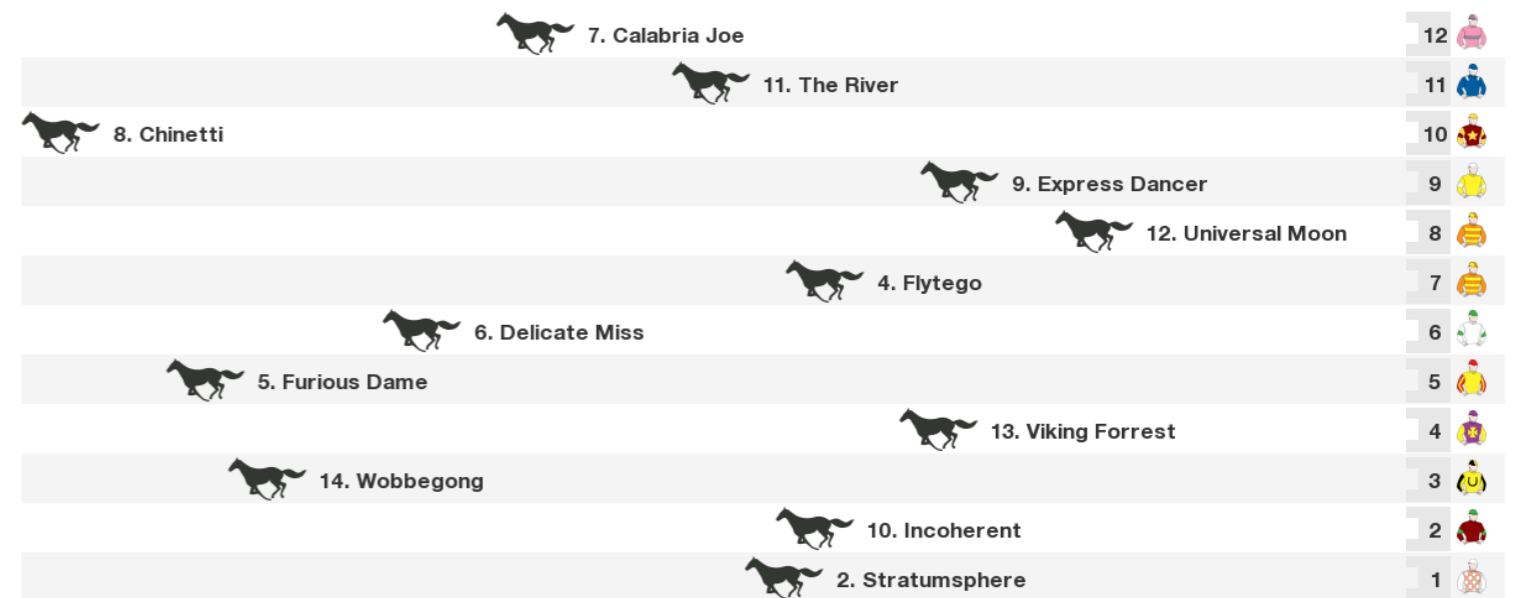 7. Calabria Joe 12
11. The River 11
8. Chinetti 10
9. Express Dancer 9
12. Universal Moon 8
4. Flytego 7
6. Delicate Miss 6
5. Furious Dame 5
13. Viking Forrest 4
14. Wobbegong 3
10. Incoherent 2
2. Stratumsphere 1